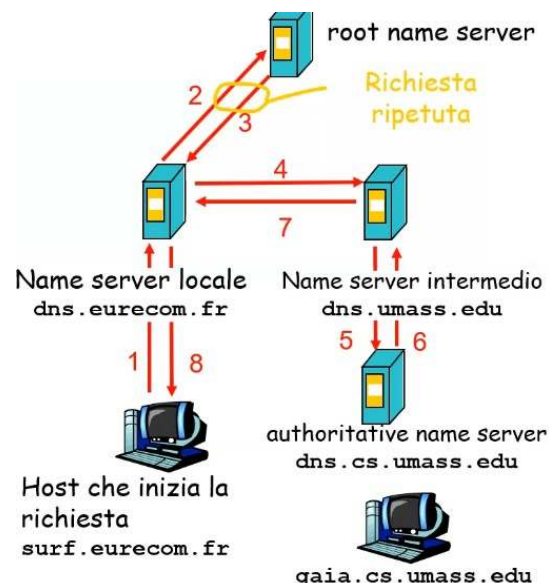 root name server
Richiesta
ripetuta
2
3
4
7
Name server locale
dns.eurecom.fr
Name server intermedio
dns.umass.edu
1
8
5
6
authoritative name server
dns.cs.umass.edu
Host che inizia la
richiesta
surf.eurecom.fr
gaia.cs.umass.edu